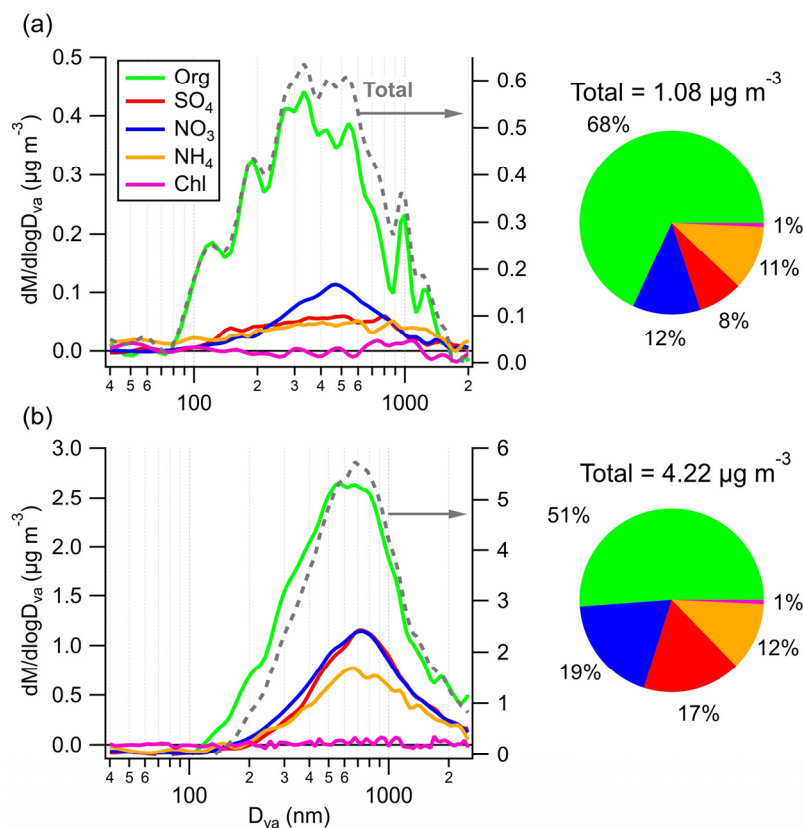 (a)
0.5
0.4
0.3
0.2
0.1
0.0
dM/dlogDva (µg m-3)
Org
SO4
NO3
NH4
Chl
Total
0.6
0.5
0.4
0.3
0.2
0.1
0.0
4 5 6 100 2 3 4 5 6 1000 2
Total = 1.08 µg m-3
68%
1%
11%
8%
12%
(b)
3.0
2.5
2.0
1.5
1.0
0.5
0.0
dM/dlogDva (µg m-3)
6
5
4
3
2
1
0
4 5 6 100 2 3 4 5 6 1000 2
Dva (nm)
Total = 4.22 µg m-3
51%
1%
12%
17%
19%